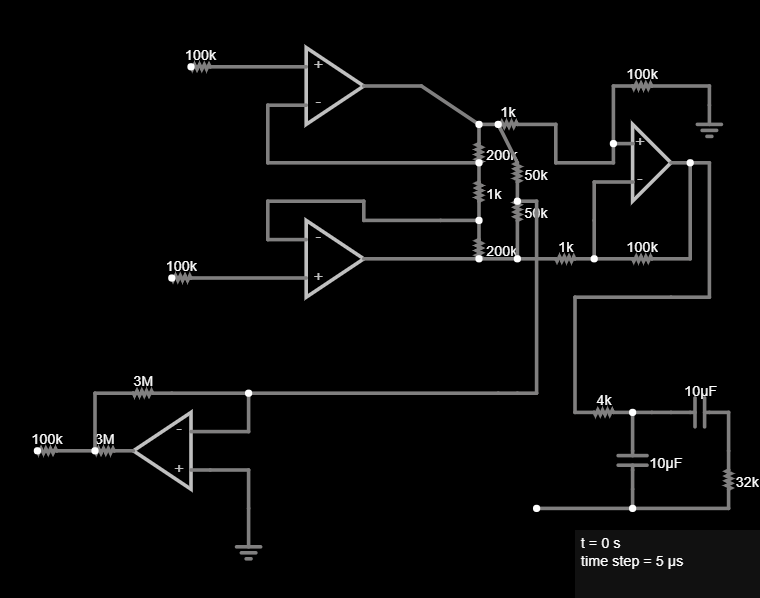 100k
100k
1k
+
-
200k
50k
1k
50k
200k
-
+
100k
+
-
1k
100k
3M
100k
3M
-
+
4k
10µF
10µF
32k
t = 0 s
time step = 5 µs